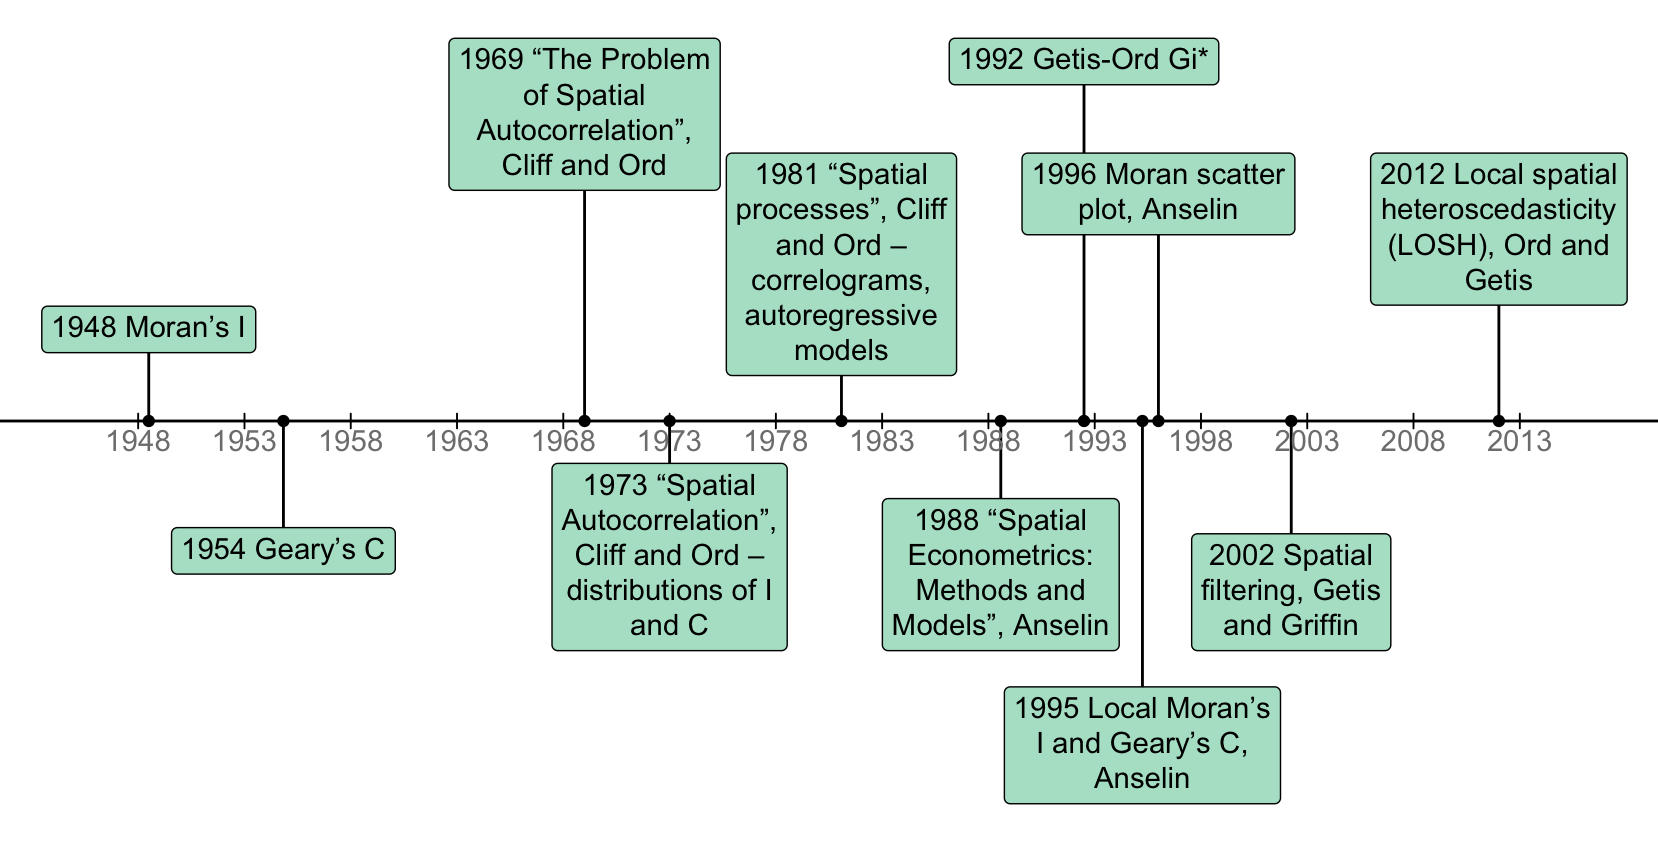 1969 “The Problem
of Spatial
Autocorrelation”,
Cliff and Ord
1992 Getis-Ord Gi*
1981 “Spatial
processes”, Cliff
and Ord –
correlograms,
autoregressive
models
1996 Moran scatter
plot, Anselin
2012 Local spatial
heteroscedasticity
(LOSH), Ord and
Getis
1948 Moran’s I
1948 1953 1958 1963 1968 1973 1978 1983 1988 1993 1998 2003 2008 2013
1954 Geary’s C
1973 “Spatial
Autocorrelation”,
Cliff and Ord –
distributions of I
and C
1988 “Spatial
Econometrics:
Methods and
Models”, Anselin
2002 Spatial
filtering, Getis
and Griffin
1995 Local Moran’s
I and Geary’s C,
Anselin